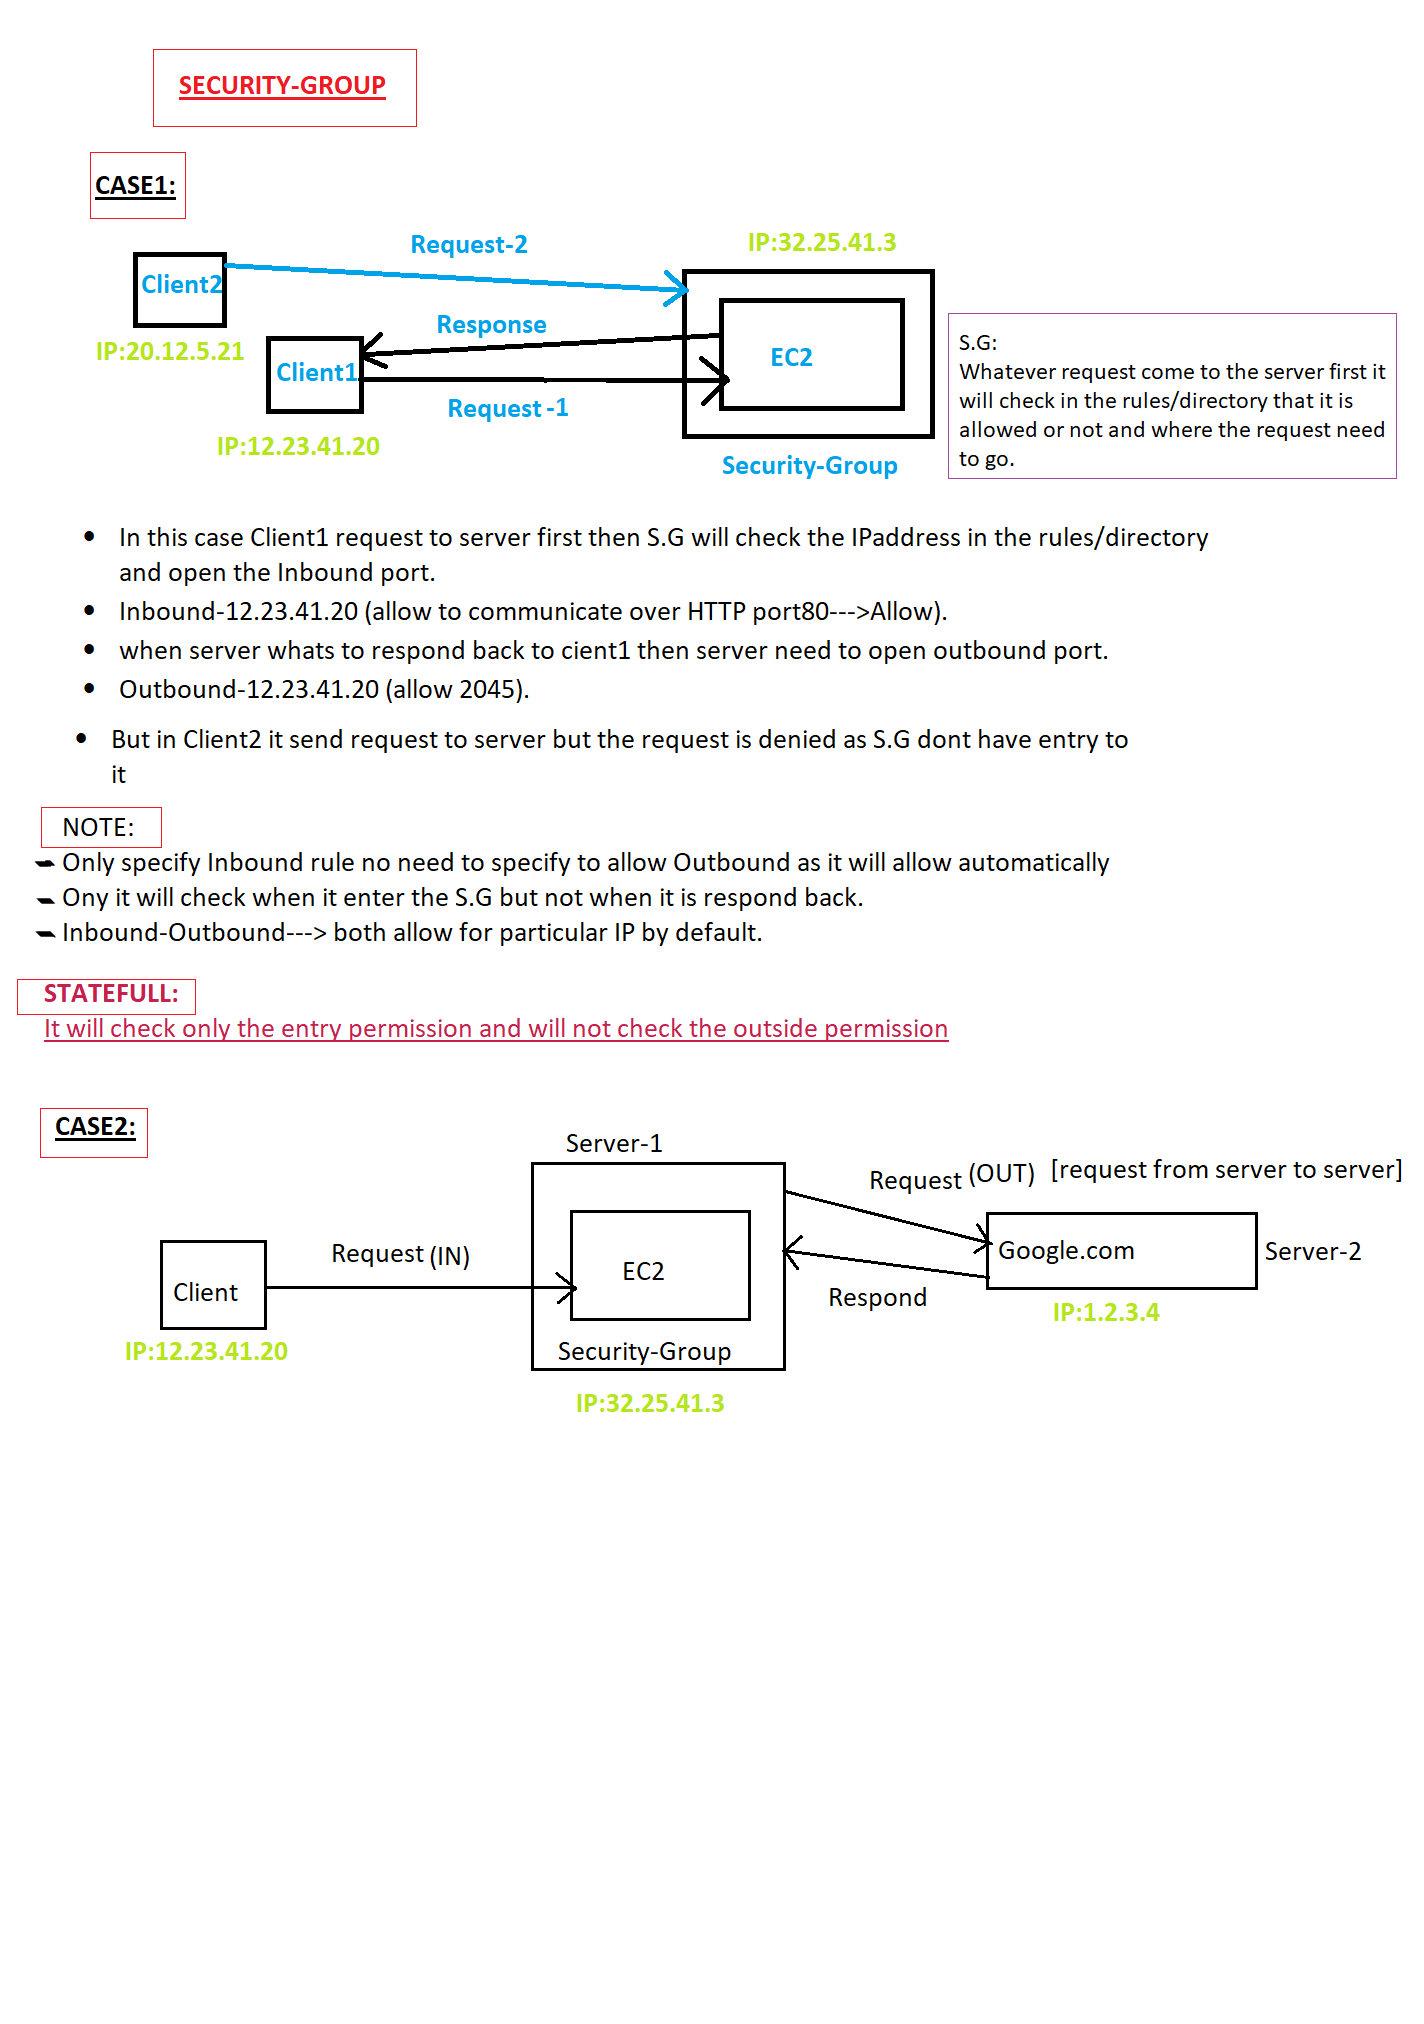 SECURITY-GROUP
CASE1:
Request-2
IP:32.25.41.3
Client2
Response
IP:20.12.5.21
Client1
EC2
Request -1
IP:12.23.41.20
Security-Group
S.G:
Whatever request come to the server first it
will check in the rules/directory that it is
allowed or not and where the request need
to go.
• In this case Client1 request to server first then S.G will check the IPaddress in the rules/directory
and open the Inbound port.
• Inbound-12.23.41.20 (allow to communicate over HTTP port80--->Allow).
• when server whats to respond back to cient1 then server need to open outbound port.
• Outbound-12.23.41.20 (allow 2045).
• But in Client2 it send request to server but the request is denied as S.G dont have entry to
it
NOTE:
Only specify Inbound rule no need to specify to allow Outbound as it will allow automatically
Ony it will check when it enter the S.G but not when it is respond back.
Inbound-Outbound---> both allow for particular IP by default.
STATEFULL:
It will check only the entry permission and will not check the outside permission
CASE2:
Server-1
Request (OUT) [request from server to server]
Request (IN)
Google.com
Server-2
Client
EC2
Respond
IP:1.2.3.4
IP:12.23.41.20
Security-Group
IP:32.25.41.3